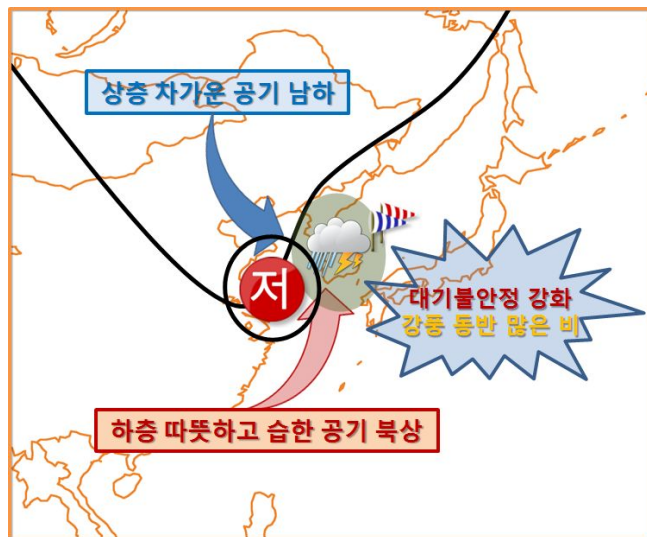 상층 차가운 공기 남하
저
대기불안정 강화
강풍 동반 많은 비
하층 따뜻하고 습한 공기 북상